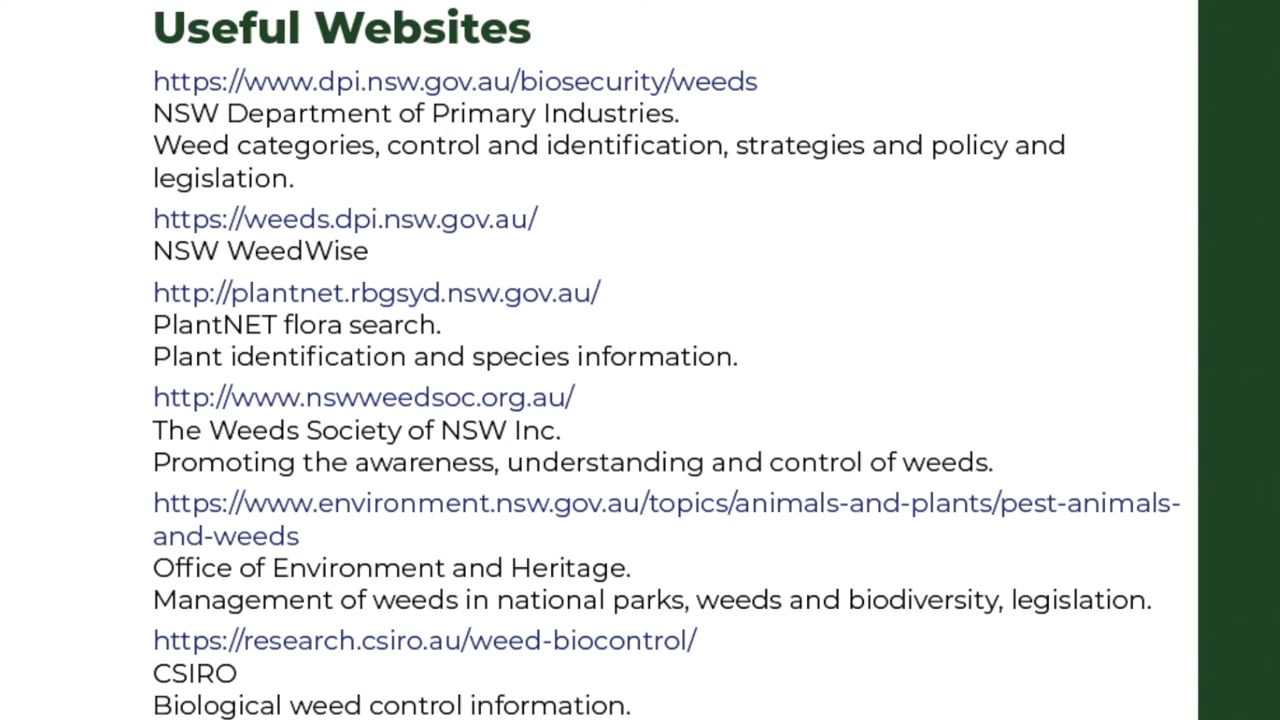 Useful Websites
https://www.dpi.nsw.gov.au/biosecurity/weeds
NSW Department of Primary Industries.
Weed categories, control and identification, strategies and policy and
legislation.
https://weeds.dpi.nsw.gov.au/
NSW WeedWise
http://plantnet.rbgsyd.nsw.gov.au/
PlantNET flora search.
Plant identification and species information.
http://www.nswweedsoc.org.au/
The Weeds Society of NSW Inc.
Promoting the awareness, understanding and control of weeds.
https://www.environment.nsw.gov.au/topics/animals-and-plants/pest-animals-
and-weeds
Office of Environment and Heritage.
Management of weeds in national parks, weeds and biodiversity, legislation.
https://research.csiro.au/weed-biocontrol/
CSIRO
Biological weed control information.